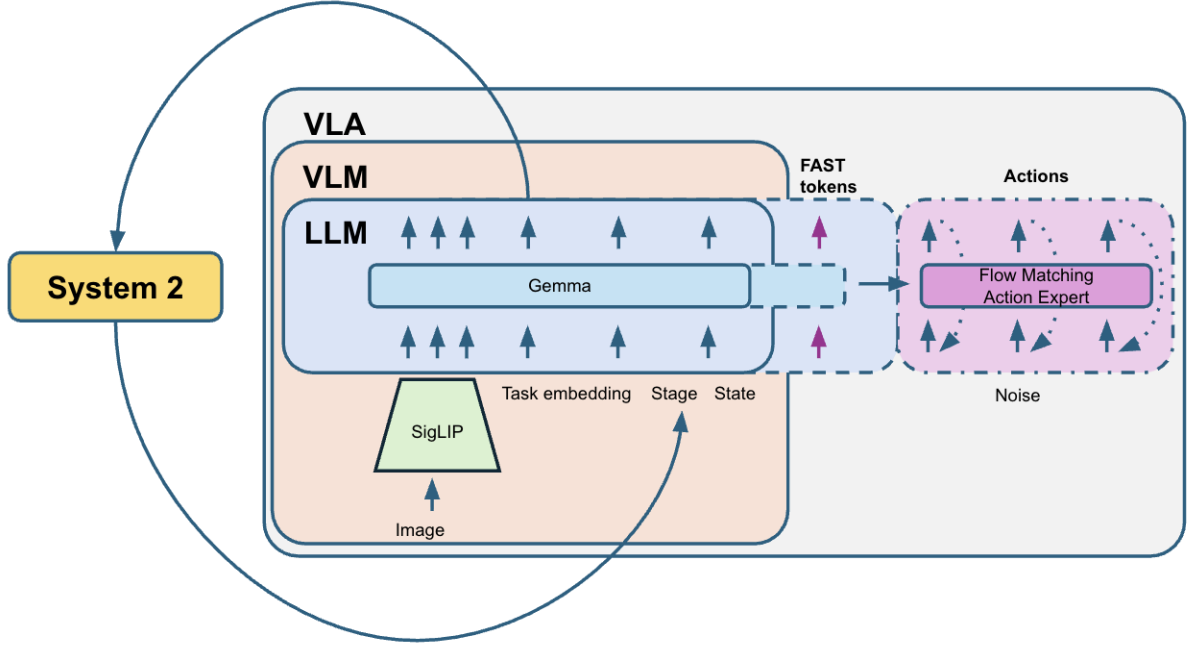 VLA
VLM
FAST
tokens
Actions
LLM
System 2
Gemma
Flow Matching
Action Expert
Task embedding
Stage
State
Noise
SigLIP
Image